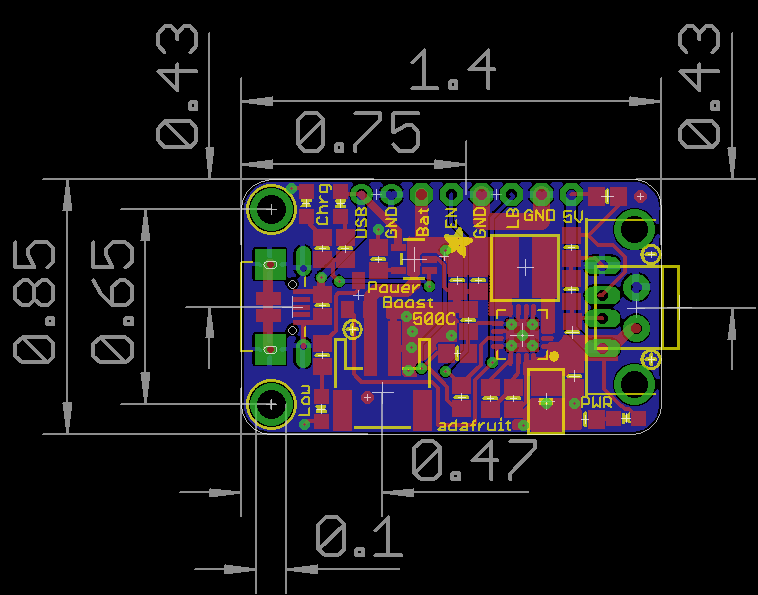 0.43
1.4
0.43
0.75
Chrg
USB
GND
Bat
EN
GND
LB
GND
5V
0.85
0.65
Power
Boost
500C
Low
PWR
adafruit
0.47
0.1